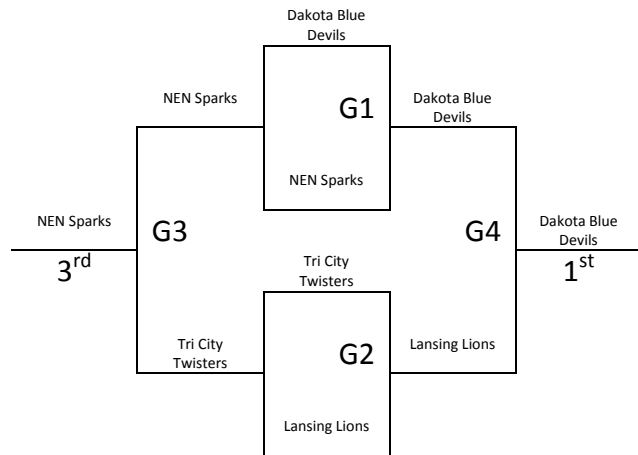 Dakota Blue
Devils
NEN Sparks
G1
Dakota Blue
Devils
NEN Sparks
NEN Sparks
G3
G4
Dakota Blue
Devils
3rd
1st
Tri City
Twisters
Tri City
Twisters
G2
Lansing Lions
Lansing Lions